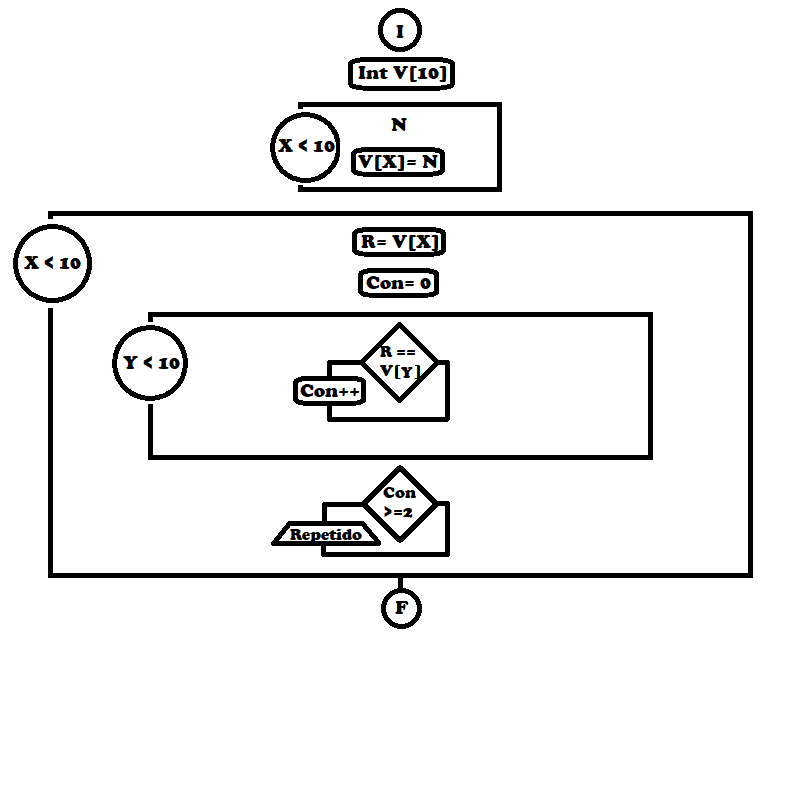 I
Int V[10]
N
X < 10
V[X]= N
R= V[X]
X < 10
Con= 0
R ==
Y < 10
V[Y]
Con++
Con
>=2
Repetido
F